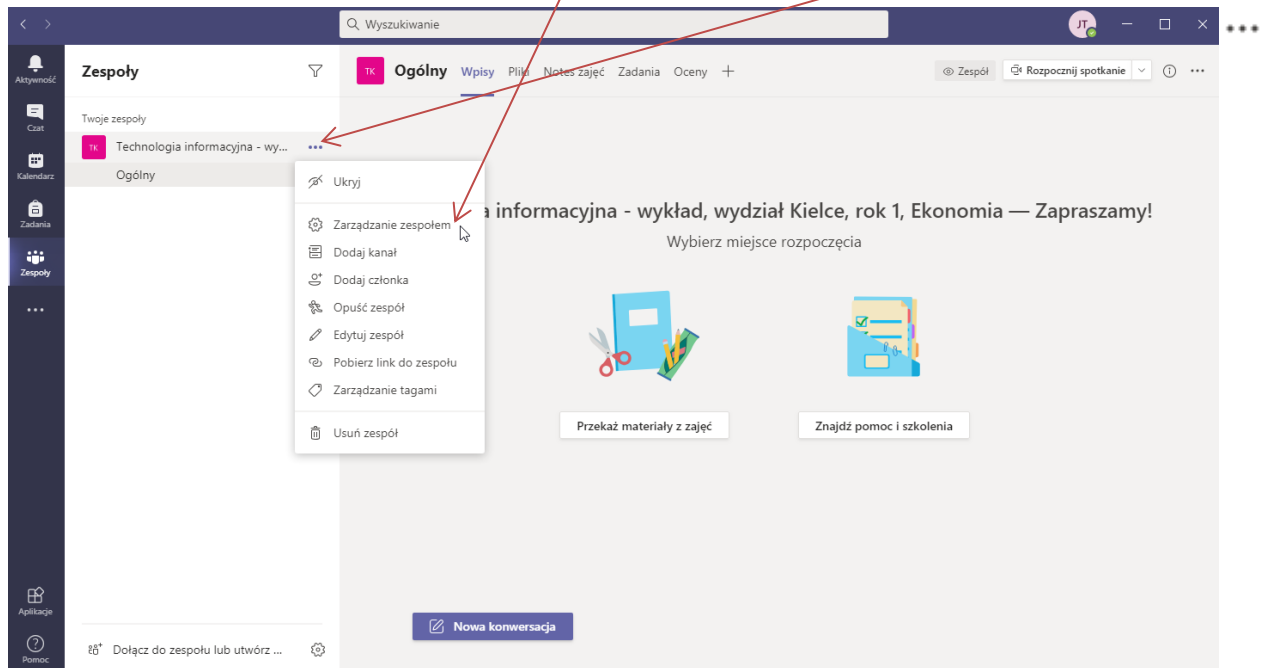 Wyszukiwanie
JT
Aktywność
Zespoły
TK Ogólny Wpisy Pliki Notes zajęć Zadania Oceny +
Zespół
Rozpocznij spotkanie
Czat
Twoje zespoły
TK Technologia informacyjna - wy... •••
Ogólny
Kalendarz
Zadania
Zespoły
Ukryj
Zarządzanie zespołem
Dodaj kanał
Dodaj członka
Opuść zespół
Edytuj zespół
Pobierz link do zespołu
Zarządzanie tagami
Usuń zespół
a informacyjna - wykład, wydział Kielce, rok 1, Ekonomia — Zapraszamy!
Wybierz miejsce rozpoczęcia
Przekaż materiały z zajęć
Znajdź pomoc i szkolenia
Nowa konwersacja
Aplikacje
Pomoc
Dołącz do zespołu lub utwórz ...